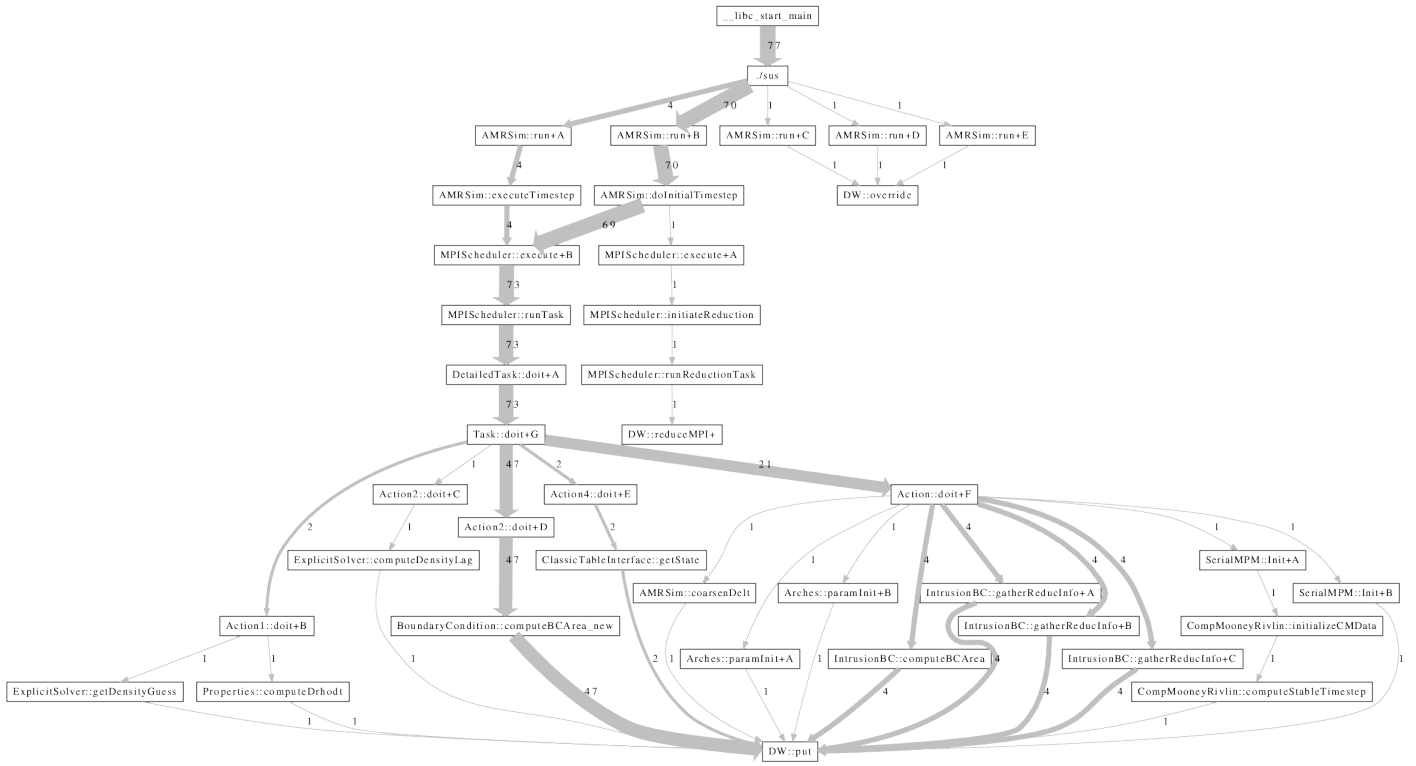 __libc_start_main
77
./sus
4
70
1
1
1
AMRSim::run+A
AMRSim::run+B
AMRSim::run+C
AMRSim::run+D
AMRSim::run+E
4
70
1
1
1
AMRSim::executeTimestep
AMRSim::doInitialTimestep
DW::override
4
69
1
MPIScheduler::execute+B
MPIScheduler::execute+A
73
1
MPIScheduler::runTask
MPIScheduler::initiateReduction
73
1
DetailedTask::doit+A
MPIScheduler::runReductionTask
73
1
Task::doit+G
DW::reduceMPI+
2
1
47
2
21
Action2::doit+C
Action4::doit+E
Action::doit+F
Action2::doit+D
1
2
1
1
1
4
4
4
4
1
1
47
ExplicitSolver::computeDensityLag
ClassicTableInterface::getState
SerialMPM::Init+A
AMRSim::coarsenDelt
Arches::paramInit+B
IntrusionBC::gatherReducInfo+A
1
SerialMPM::Init+B
Action1::doit+B
BoundaryCondition::computeBCArea_new
IntrusionBC::gatherReducInfo+B
CompMooneyRivlin::initializeCMData
1
1
1
2
1
1
4
1
1
Arches::paramInit+A
IntrusionBC::computeBCArea
IntrusionBC::gatherReducInfo+C
ExplicitSolver::getDensityGuess
Properties::computeDrhodt
47
1
4
4
4
CompMooneyRivlin::computeStableTimestep
1
1
1
DW::put